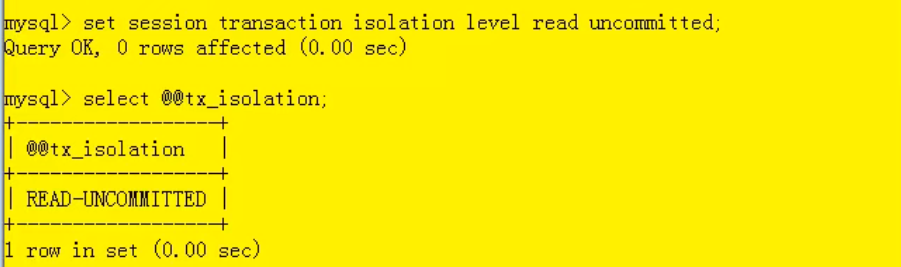 mysql> set session transaction isolation level read uncommitted;
Query OK, 0 rows affected (0.00 sec)
mysql> select @@tx_isolation;
+------------------+
| @@tx_isolation   |
+------------------+
| READ-UNCOMMITTED |
+------------------+
1 row in set (0.00 sec)